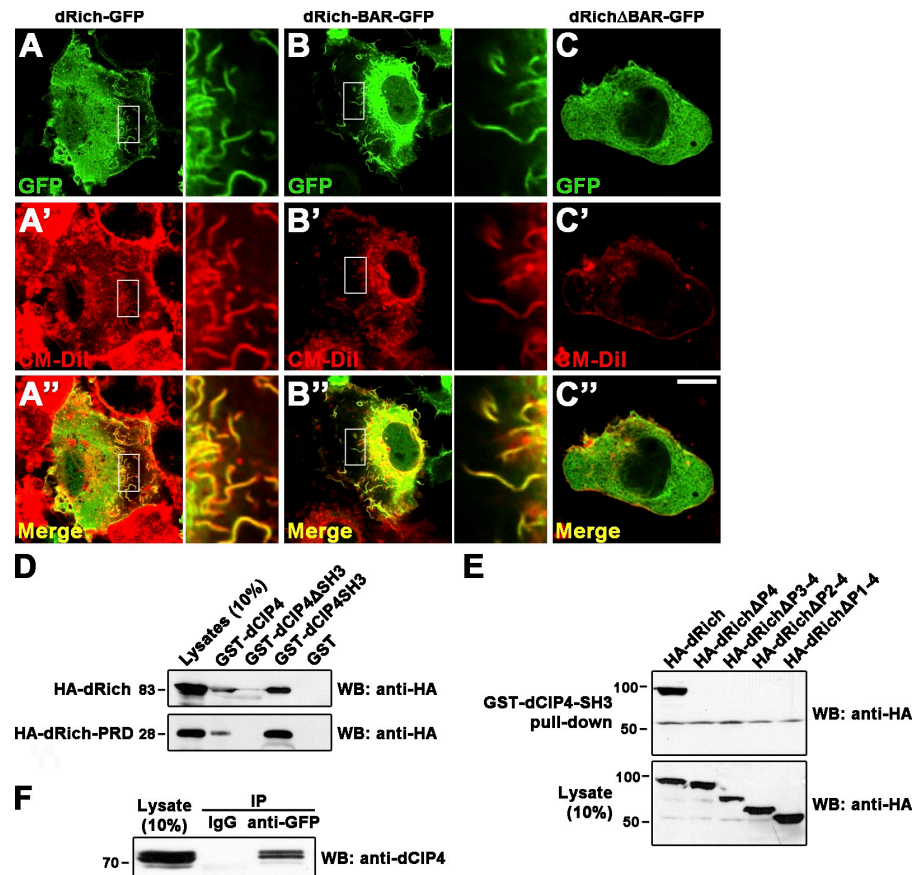 dRich-GFP dRich-BAR-GFP dRichΔBAR-GFP
A B C
GFP GFP GFP
A' B' C'
CM-DiI CM-DiI CM-DiI
A'' B'' C''
Merge Merge Merge
D
Lysates (10%)
GST-dCIP4
GST-dCIP4ΔSH3
GST-dCIP4SH3
GST
HA-dRich 83 WB: anti-HA
HA-dRich-PRD 28 WB: anti-HA
E
HA-dRich
HA-dRichΔP4
HA-dRichΔP3-4
HA-dRichΔP2-4
HA-dRichΔP1-4
GST-dCIP4-SH3
pull-down
100
50
WB: anti-HA
Lysate
(10%)
100
50
WB: anti-HA
F
Lysate
(10%)
IP
IgG anti-GFP
70 WB: anti-dCIP4